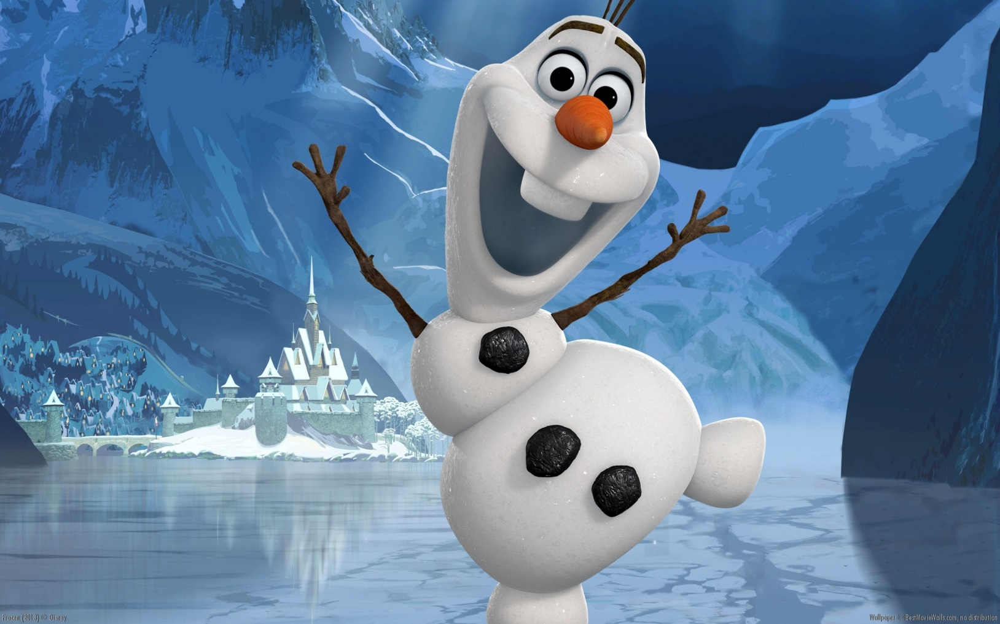 Frozen (2013) © Disney
Wallpaper ©BestMovieWalls.com, no distribution